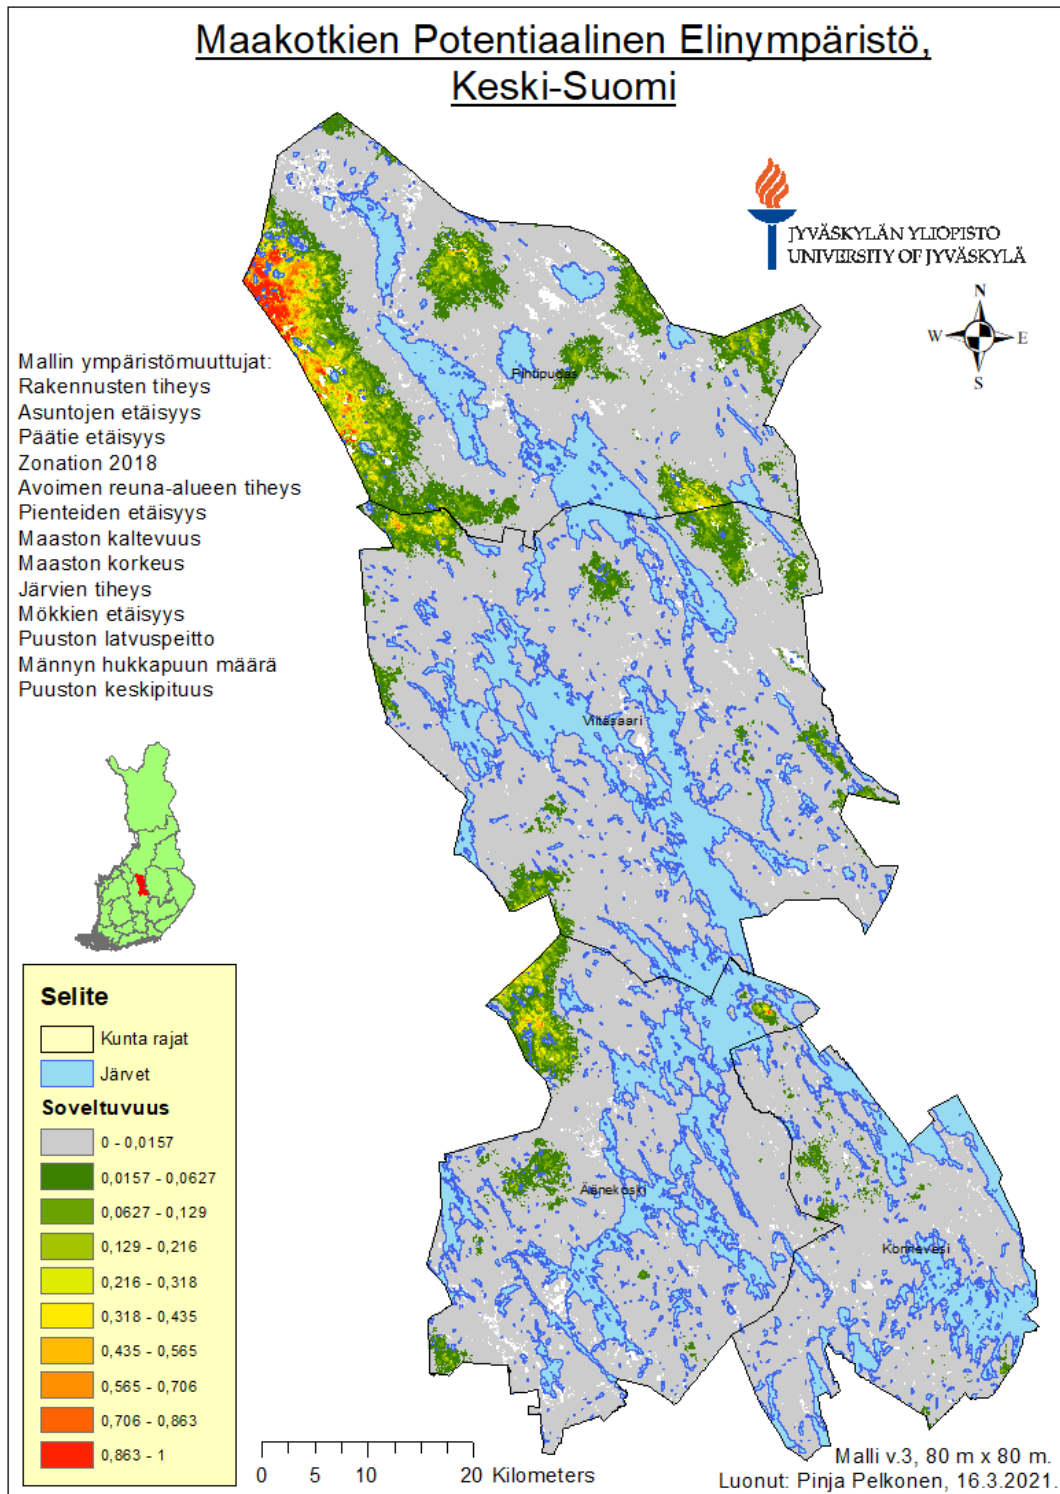 Maakotkien Potentiaalinen Elinympäristö,
Keski-Suomi
JYVÄSKYLÄN YLIOPISTO
UNIVERSITY OF JYVÄSKYLÄ
N
W
E
S
Mallin ympäristömuuttujat:
Rakennusten tiheys
Asuntojen etäisyys
Päätie etäisyys
Zonation 2018
Avoimen reuna-alueen tiheys
Pienteiden etäisyys
Maaston kaltevuus
Maaston korkeus
Järvien tiheys
Mökkien etäisyys
Puuston latvuspeitto
Männyn hukkapuun määrä
Puuston keskipituus
Pihtipudas
Viitasaari
Äänekoski
Konnevesi
Selite
Kunta rajat
Järvet
Soveltuvuus
0 - 0,0157
0,0157 - 0,0627
0,0627 - 0,129
0,129 - 0,216
0,216 - 0,318
0,318 - 0,435
0,435 - 0,565
0,565 - 0,706
0,706 - 0,863
0,863 - 1
0 5 10 20 Kilometers
Malli v.3, 80 m x 80 m.
Luonut: Pinja Pelkonen, 16.3.2021.